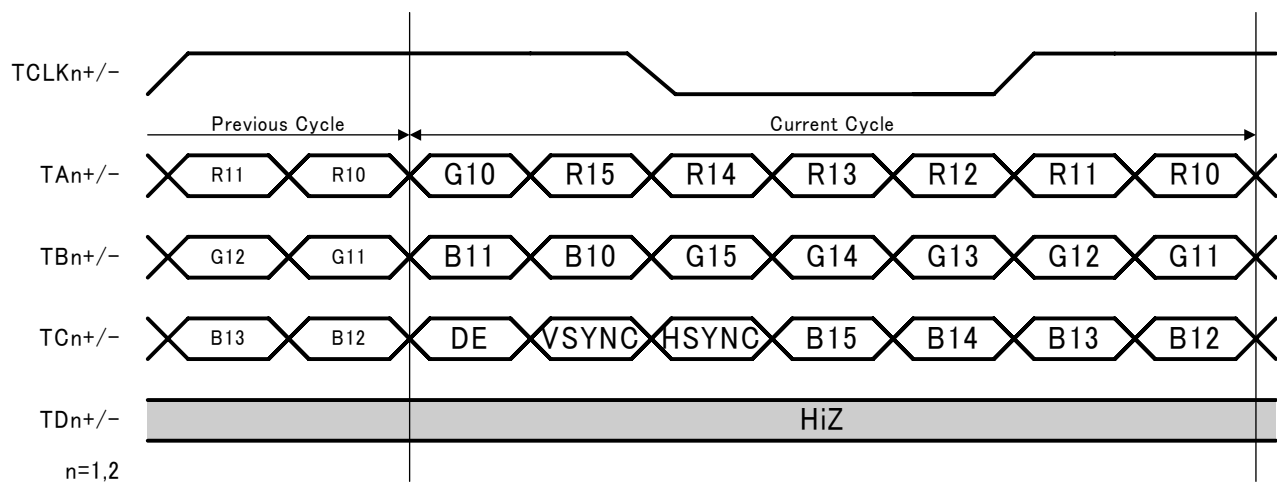 TCLKn+/-
Previous Cycle Current Cycle
TAn+/- R11 R10 G10 R15 R14 R13 R12 R11 R10
TBn+/- G12 G11 B11 B10 G15 G14 G13 G12 G11
TCn+/- B13 B12 DE VSYNC HSYNC B15 B14 B13 B12
TDn+/- HiZ
n=1,2